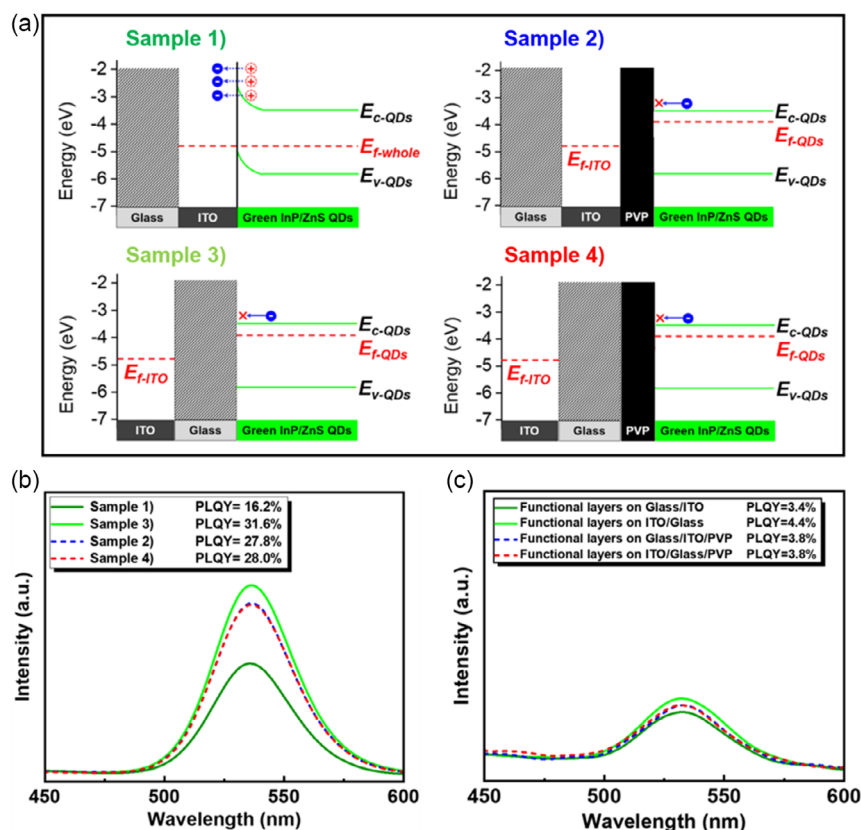 (a)
Sample 1)
Energy (eV)
-2
-3
-4
-5
-6
-7
Ec-QDs
Ef-whole
Ev-QDs
Glass ITO Green InP/ZnS QDs
Sample 2)
Energy (eV)
-2
-3
-4
-5
-6
-7
Ef-ITO
Ec-QDs
Ef-QDs
Ev-QDs
Glass ITO PVP Green InP/ZnS QDs
Sample 3)
Energy (eV)
-2
-3
-4
-5
-6
-7
Ef-ITO
Ec-QDs
Ef-QDs
Ev-QDs
ITO Glass Green InP/ZnS QDs
Sample 4)
Energy (eV)
-2
-3
-4
-5
-6
-7
Ef-ITO
Ec-QDs
Ef-QDs
Ev-QDs
ITO Glass PVP Green InP/ZnS QDs
(b)
Sample 1) PLQY= 16.2%
Sample 3) PLQY= 31.6%
Sample 2) PLQY= 27.8%
Sample 4) PLQY= 28.0%
Intensity (a.u.)
450 500 550 600
Wavelength (nm)
(c)
Functional layers on Glass/ITO PLQY=3.4%
Functional layers on ITO/Glass PLQY=4.4%
Functional layers on Glass/ITO/PVP PLQY=3.8%
Functional layers on ITO/Glass/PVP PLQY=3.8%
Intensity (a.u.)
450 500 550 600
Wavelength (nm)